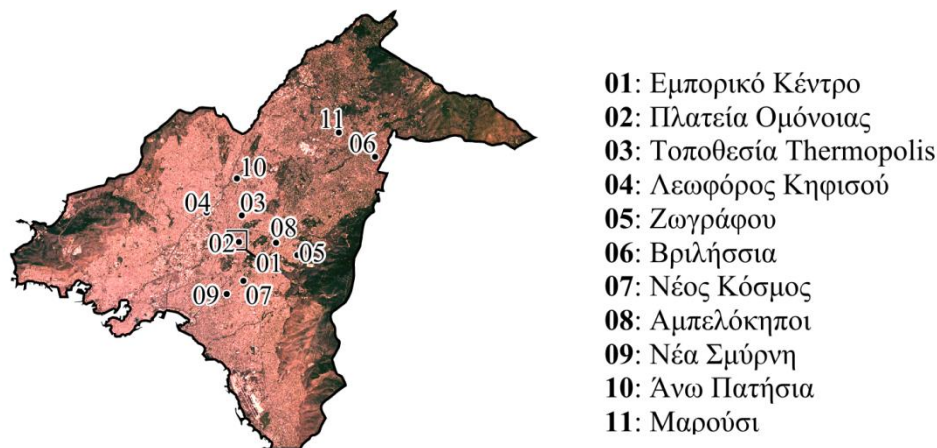 11
06
10
04
03
08
02
05
01
09
07
01: Εμπορικό Κέντρο
02: Πλατεία Ομόνοιας
03: Τοποθεσία Thermopolis
04: Λεωφόρος Κηφισού
05: Ζωγράφου
06: Βριλήσσια
07: Νέος Κόσμος
08: Αμπελόκηποι
09: Νέα Σμύρνη
10: Άνω Πατήσια
11: Μαρούσι